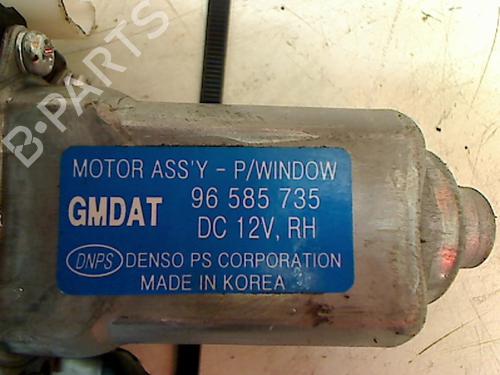 B-PARTS
MOTOR ASS'Y - P/WINDOW
GMDAT 96 585 735
DC 12V, RH
DNPS DENSO PS CORPORATION
MADE IN KOREA